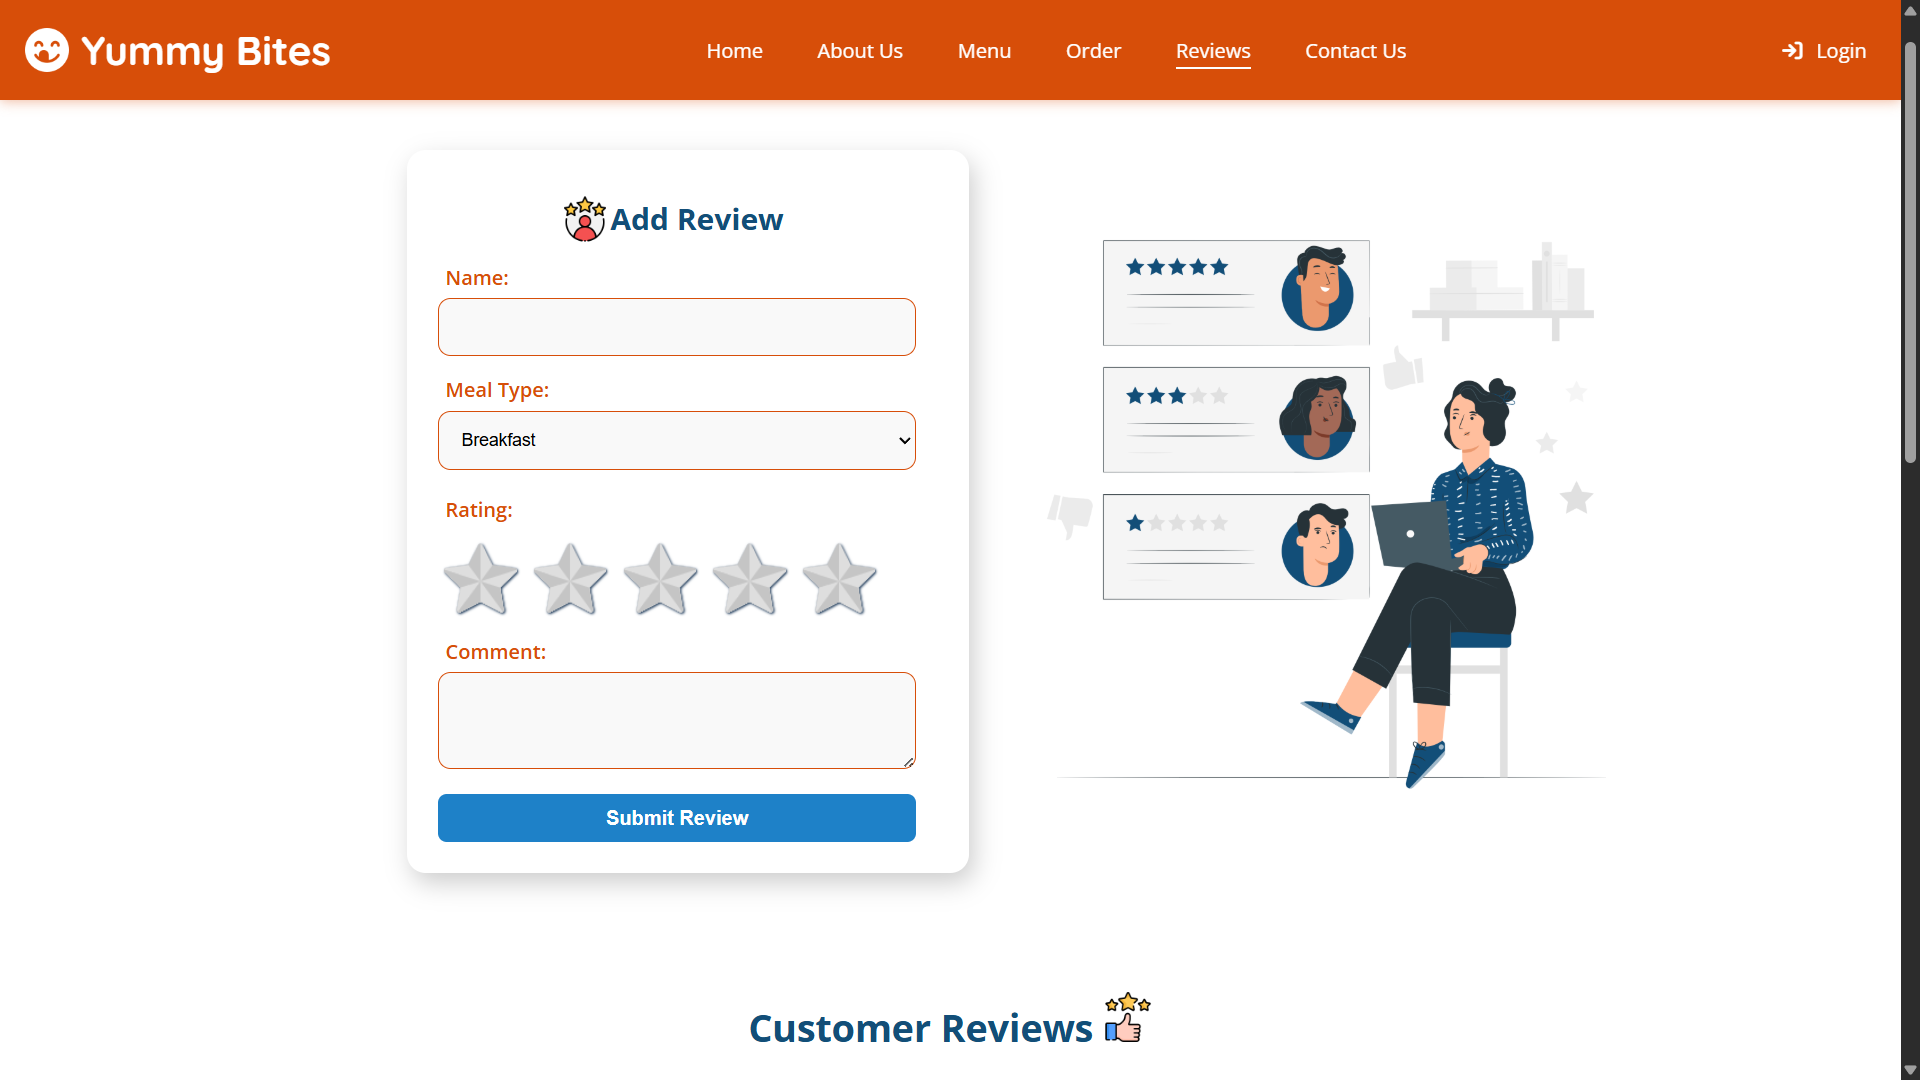 Yummy Bites
Home
About Us
Menu
Order
Reviews
Contact Us
Login
Add Review
Name:
Meal Type:
Breakfast
Rating:
Comment:
Submit Review
Customer Reviews